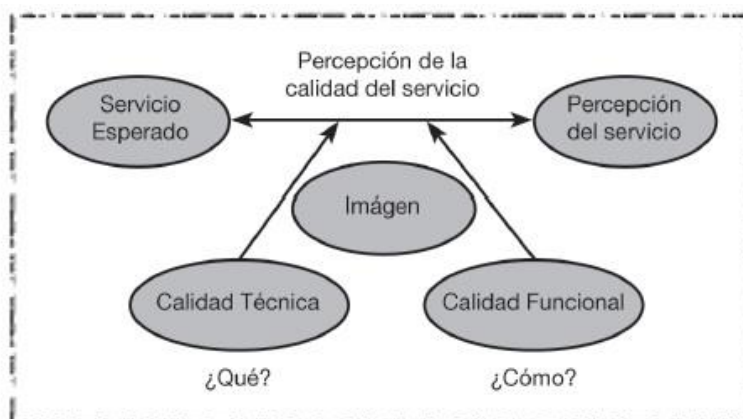 Percepción de la
calidad del servicio
Servicio
Esperado
Percepción
del servicio
Imágen
Calidad Técnica
Calidad Funcional
¿Qué?
¿Cómo?